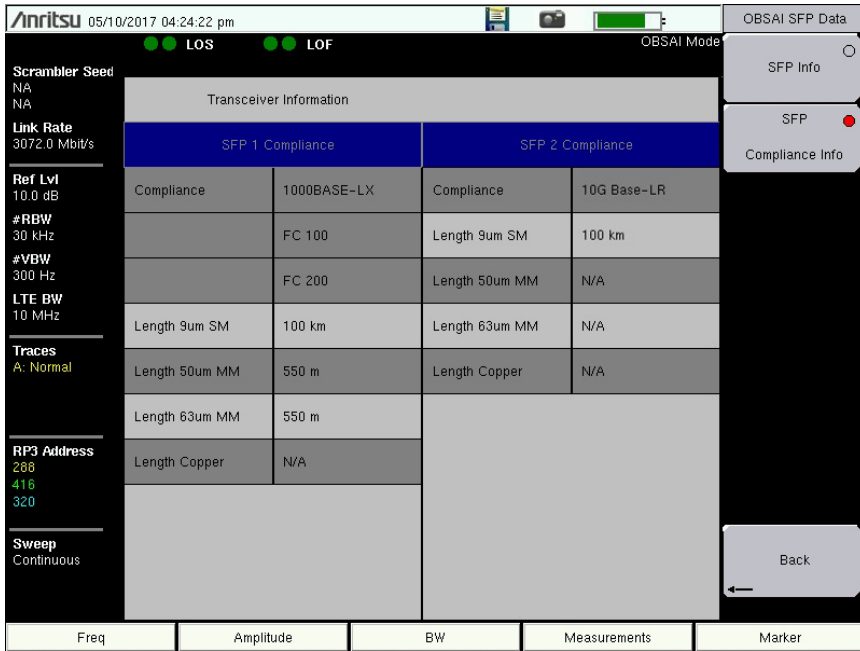 /Inritsu 05/10/2017 04:24:22 pm
OBSAI SFP Data
LOS LOF OBSAI Mode
SFP Info
SFP
Compliance Info
Back
Scrambler Seed
NA
NA
Link Rate
3072.0 Mbit/s
Ref Lvl
10.0 dB
#RBW
30 kHz
#VBW
300 Hz
LTE BW
10 MHz
Traces
A: Normal
RP3 Address
288
416
320
Sweep
Continuous
Transceiver Information
SFP 1 Compliance SFP 2 Compliance
Compliance 1000BASE-LX Compliance 10G Base-LR
FC 100 Length 9um SM 100 km
FC 200 Length 50um MM N/A
Length 9um SM 100 km Length 63um MM N/A
Length 50um MM 550 m Length Copper N/A
Length 63um MM 550 m
Length Copper N/A
Freq Amplitude BW Measurements Marker